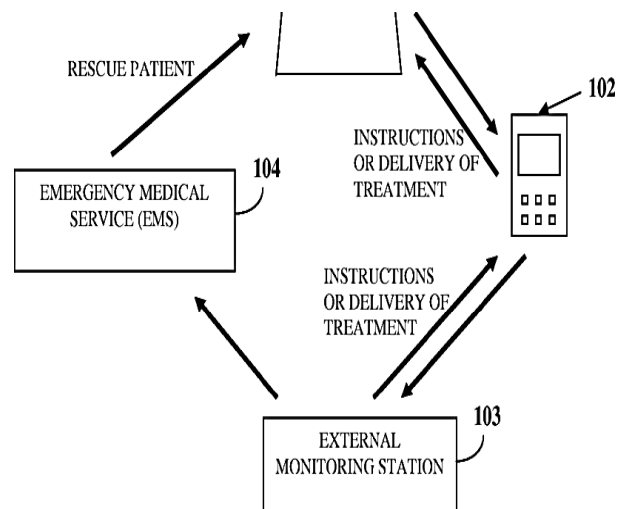 RESCUE PATIENT
102
INSTRUCTIONS
OR DELIVERY OF
TREATMENT
104
EMERGENCY MEDICAL
SERVICE (EMS)
INSTRUCTIONS
OR DELIVERY OF
TREATMENT
103
EXTERNAL
MONITORING STATION